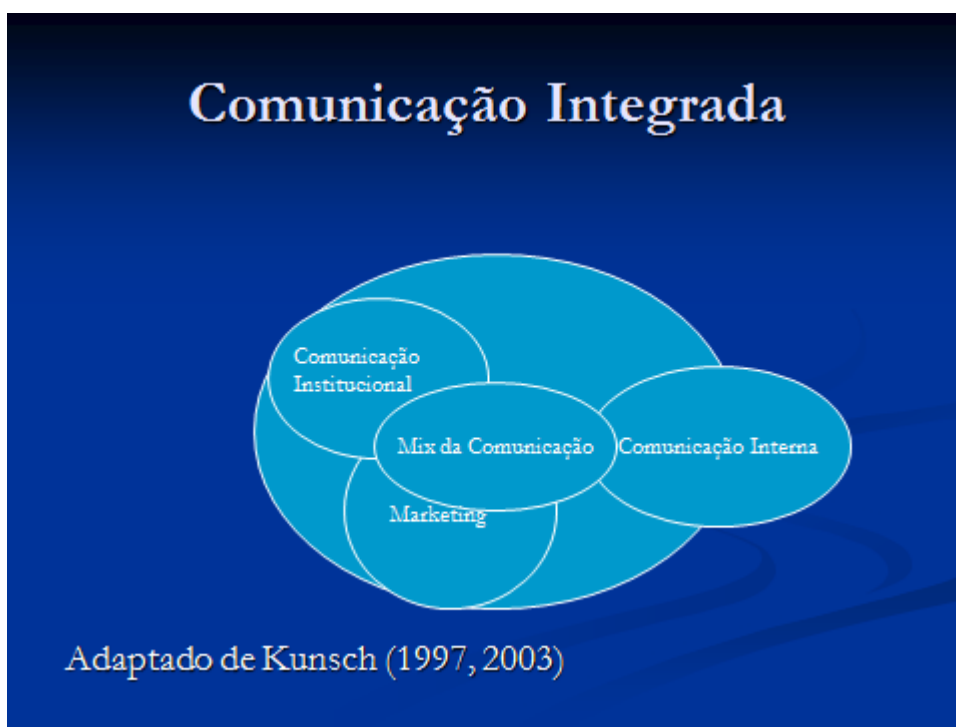 Comunicação Integrada
Comunicação
Institucional
Mix da Comunicação
Comunicação Interna
Marketing
Adaptado de Kunsch (1997, 2003)